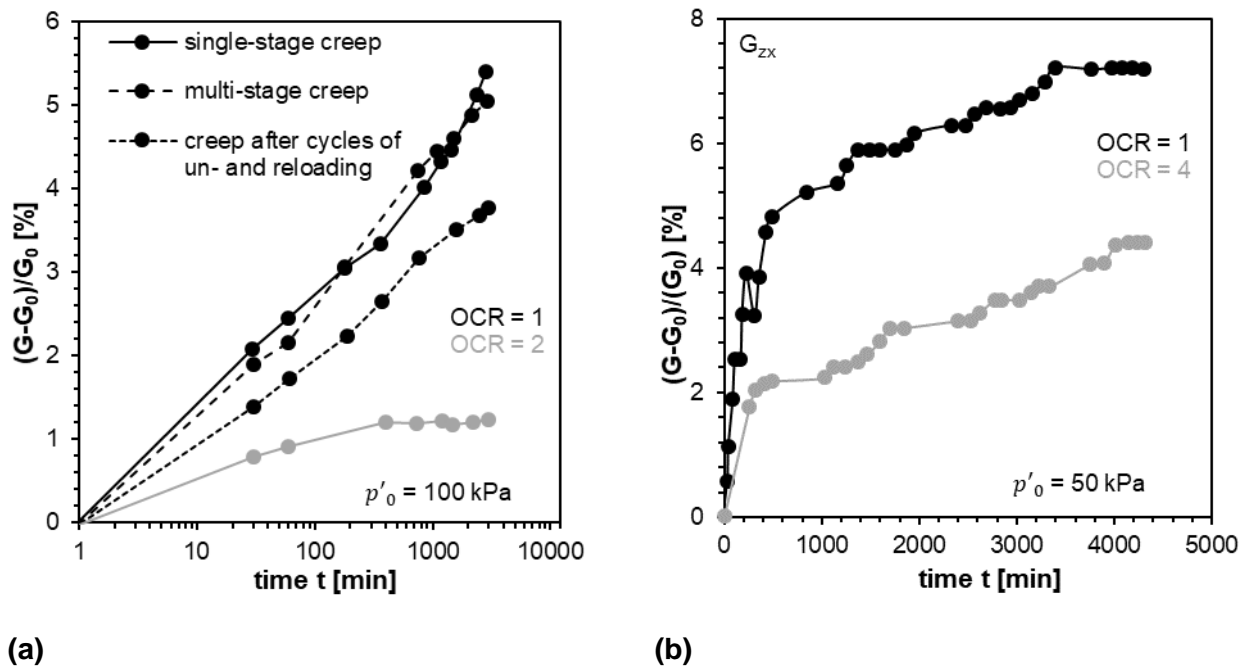 6
5
4
3
2
1
0
(G-G₀)/G₀ [%]
single-stage creep
multi-stage creep
creep after cycles of
un- and reloading
OCR = 1
OCR = 2
p′₀ = 100 kPa
1
10
100
1000
10000
time t [min]
(a)
8
6
4
2
0
(G-G₀)/(G₀) [%]
Gzx
OCR = 1
OCR = 4
p′₀ = 50 kPa
0
1000
2000
3000
4000
5000
time t [min]
(b)